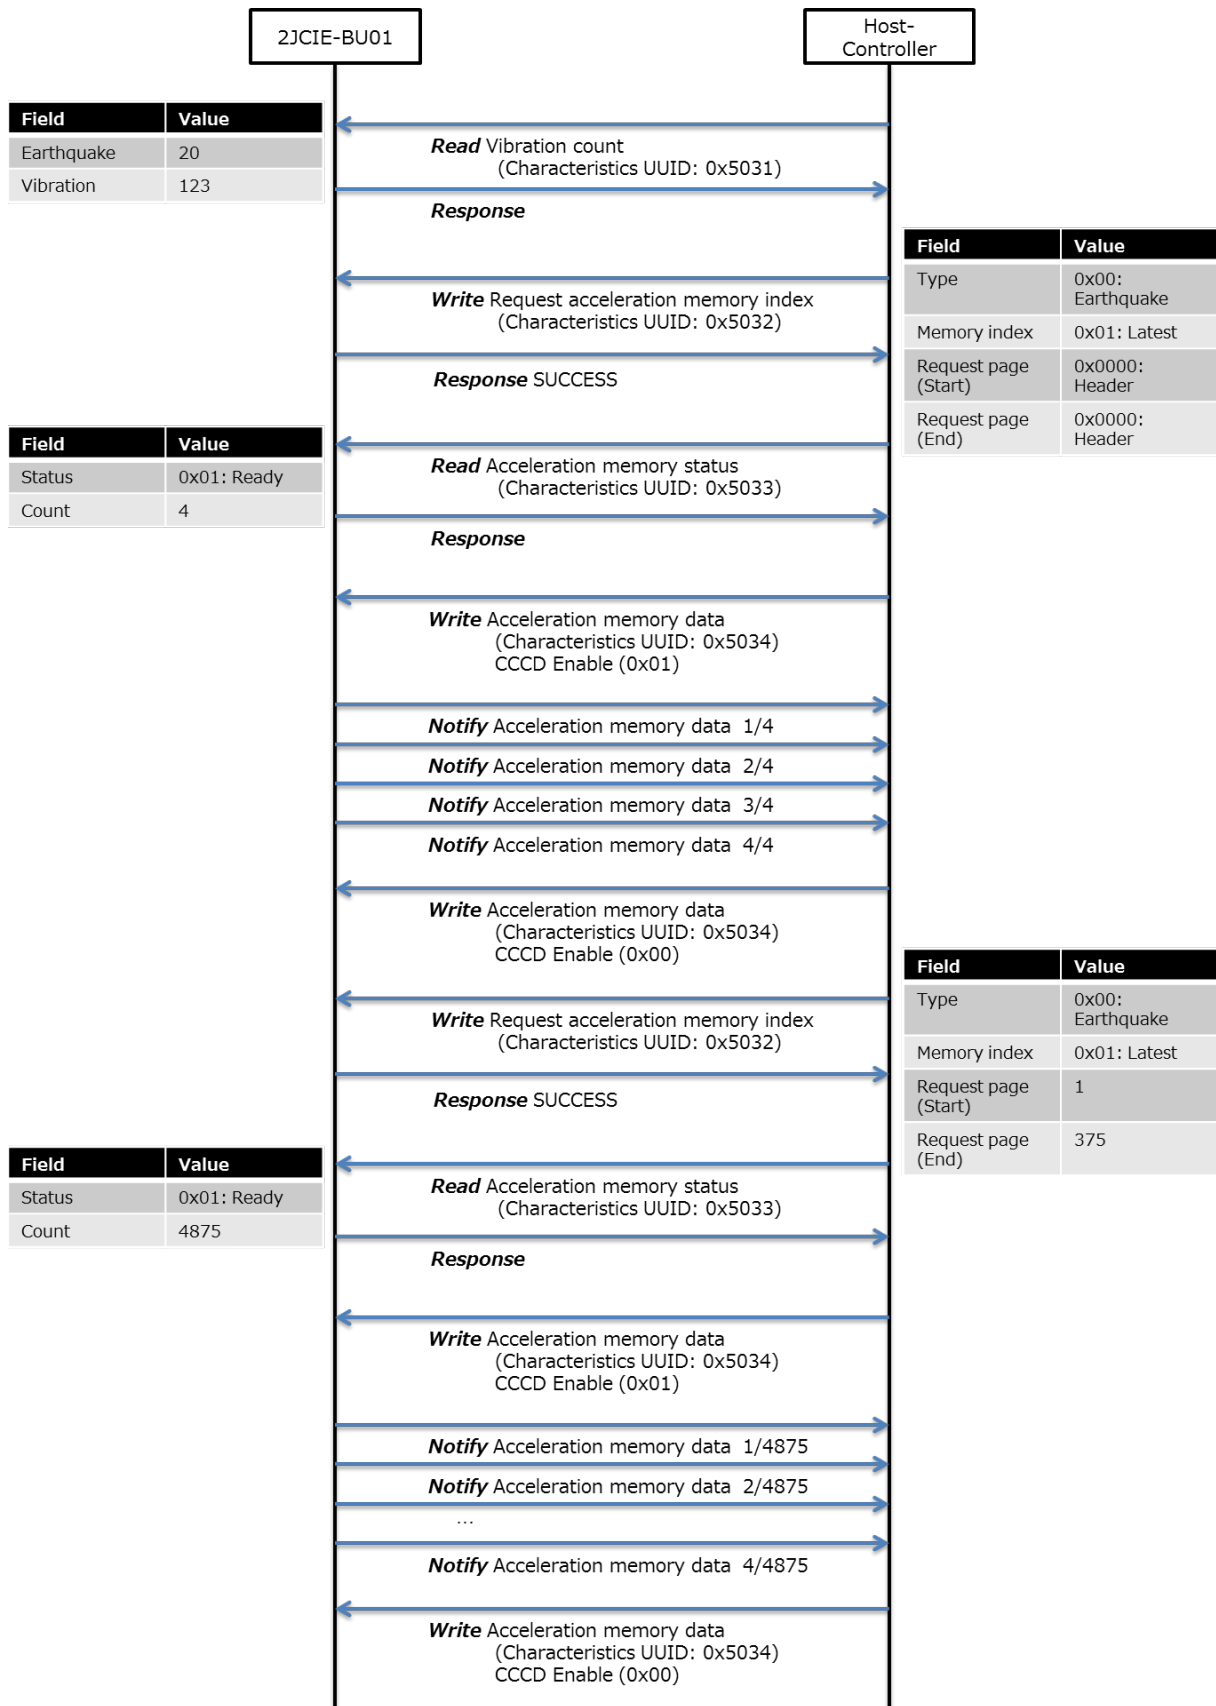 2JCIE-BU01
Host-
Controller
Field Value
Earthquake 20
Vibration 123
Read Vibration count
(Characteristics UUID: 0x5031)
Response
Field Value
Type 0x00:
Earthquake
Memory index 0x01: Latest
Request page 0x0000:
(Start) Header
Request page 0x0000:
(End) Header
Write Request acceleration memory index
(Characteristics UUID: 0x5032)
Response SUCCESS
Field Value
Status 0x01: Ready
Count 4
Read Acceleration memory status
(Characteristics UUID: 0x5033)
Response
Write Acceleration memory data
(Characteristics UUID: 0x5034)
CCCD Enable (0x01)
Notify Acceleration memory data 1/4
Notify Acceleration memory data 2/4
Notify Acceleration memory data 3/4
Notify Acceleration memory data 4/4
Write Acceleration memory data
(Characteristics UUID: 0x5034)
CCCD Enable (0x00)
Field Value
Type 0x00:
Earthquake
Memory index 0x01: Latest
Request page 1
(Start)
Request page 375
(End)
Write Request acceleration memory index
(Characteristics UUID: 0x5032)
Response SUCCESS
Field Value
Status 0x01: Ready
Count 4875
Read Acceleration memory status
(Characteristics UUID: 0x5033)
Response
Write Acceleration memory data
(Characteristics UUID: 0x5034)
CCCD Enable (0x01)
Notify Acceleration memory data 1/4875
Notify Acceleration memory data 2/4875
...
Notify Acceleration memory data 4/4875
Write Acceleration memory data
(Characteristics UUID: 0x5034)
CCCD Enable (0x00)